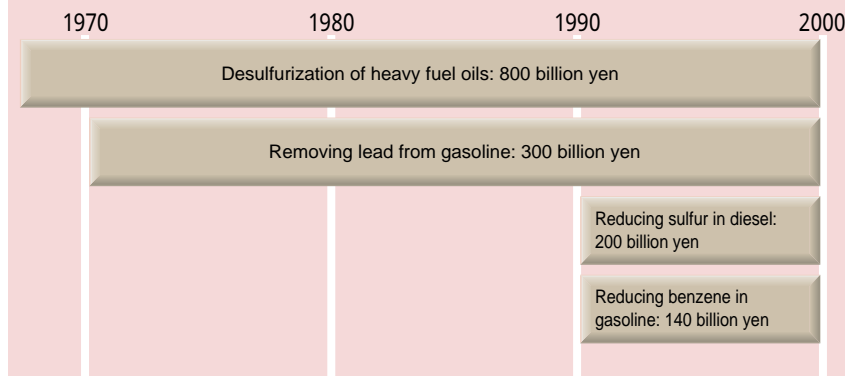 1970 1980 1990 2000
Desulfurization of heavy fuel oils: 800 billion yen
Removing lead from gasoline: 300 billion yen
Reducing sulfur in diesel:
200 billion yen
Reducing benzene in
gasoline: 140 billion yen